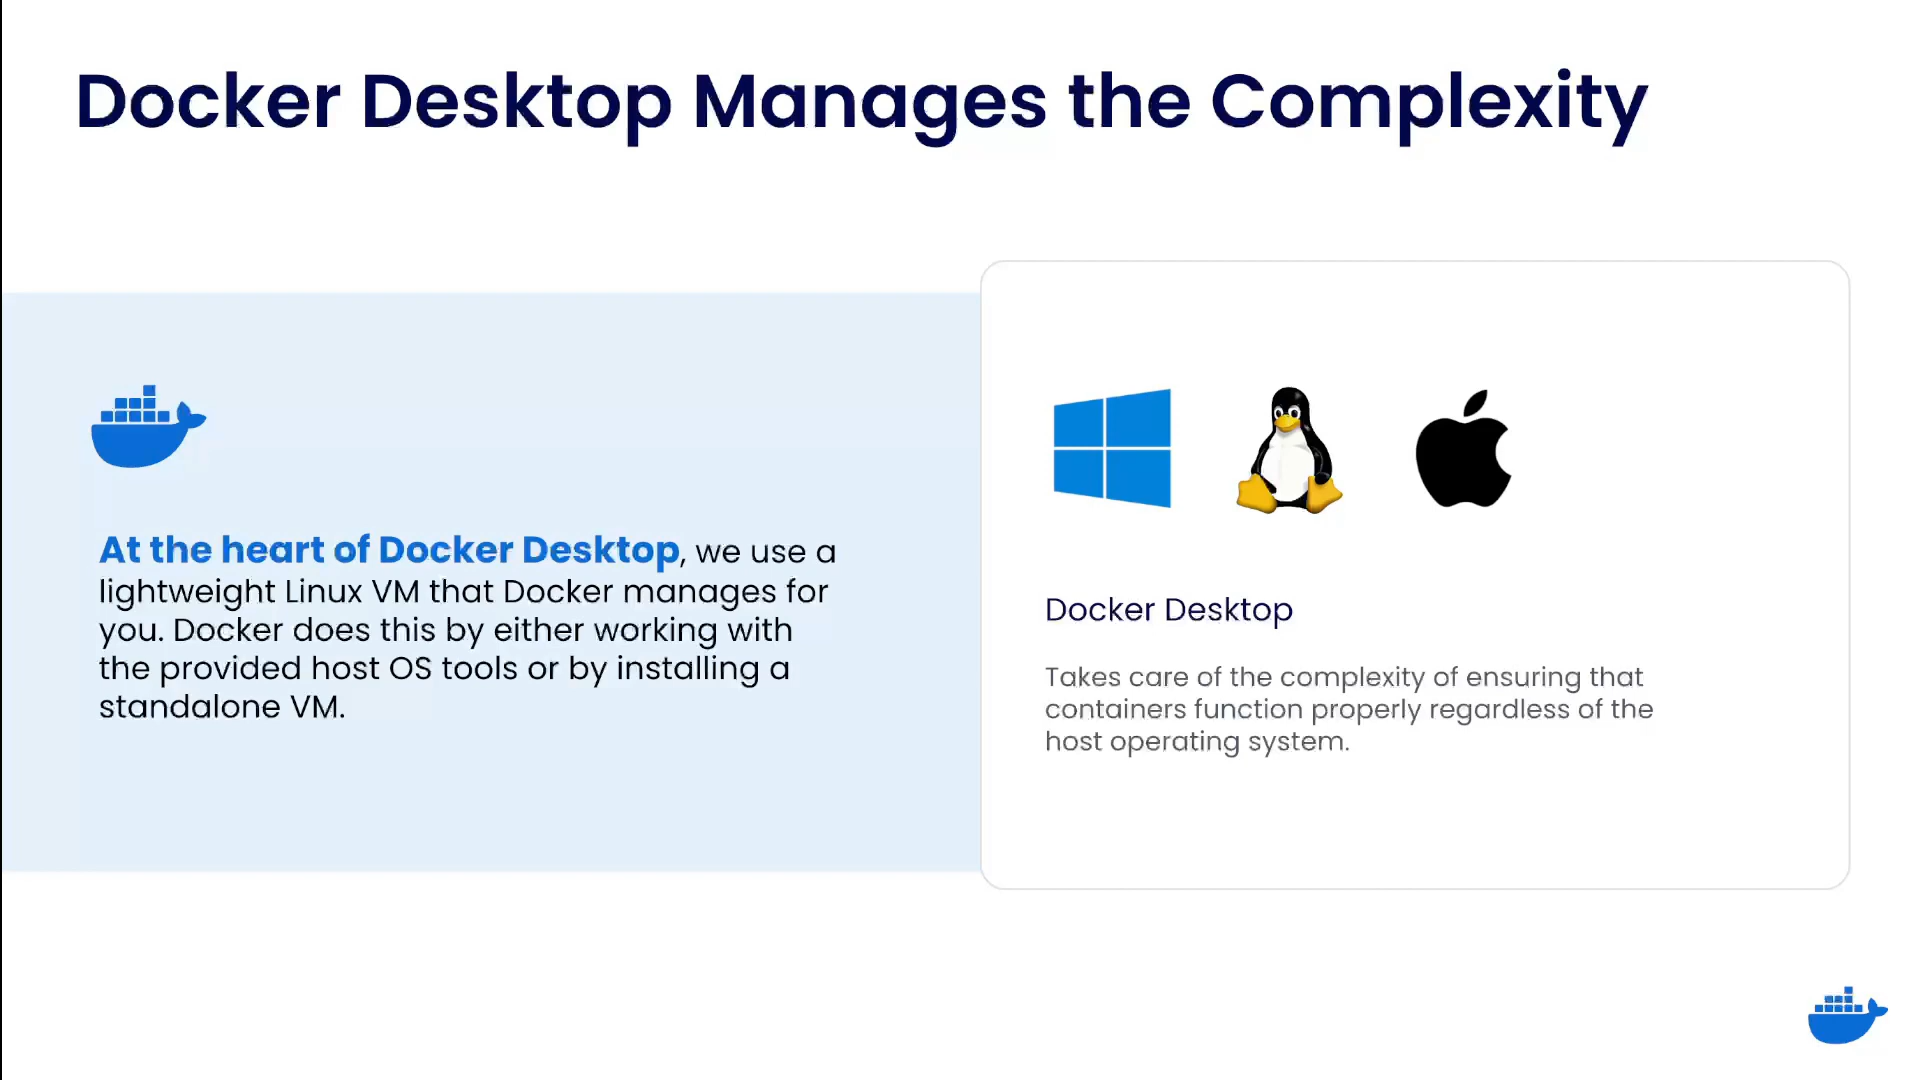 Docker Desktop Manages the Complexity
At the heart of Docker Desktop, we use a
lightweight Linux VM that Docker manages for
you. Docker does this by either working with
the provided host OS tools or by installing a
standalone VM.
Docker Desktop
Takes care of the complexity of ensuring that
containers function properly regardless of the
host operating system.